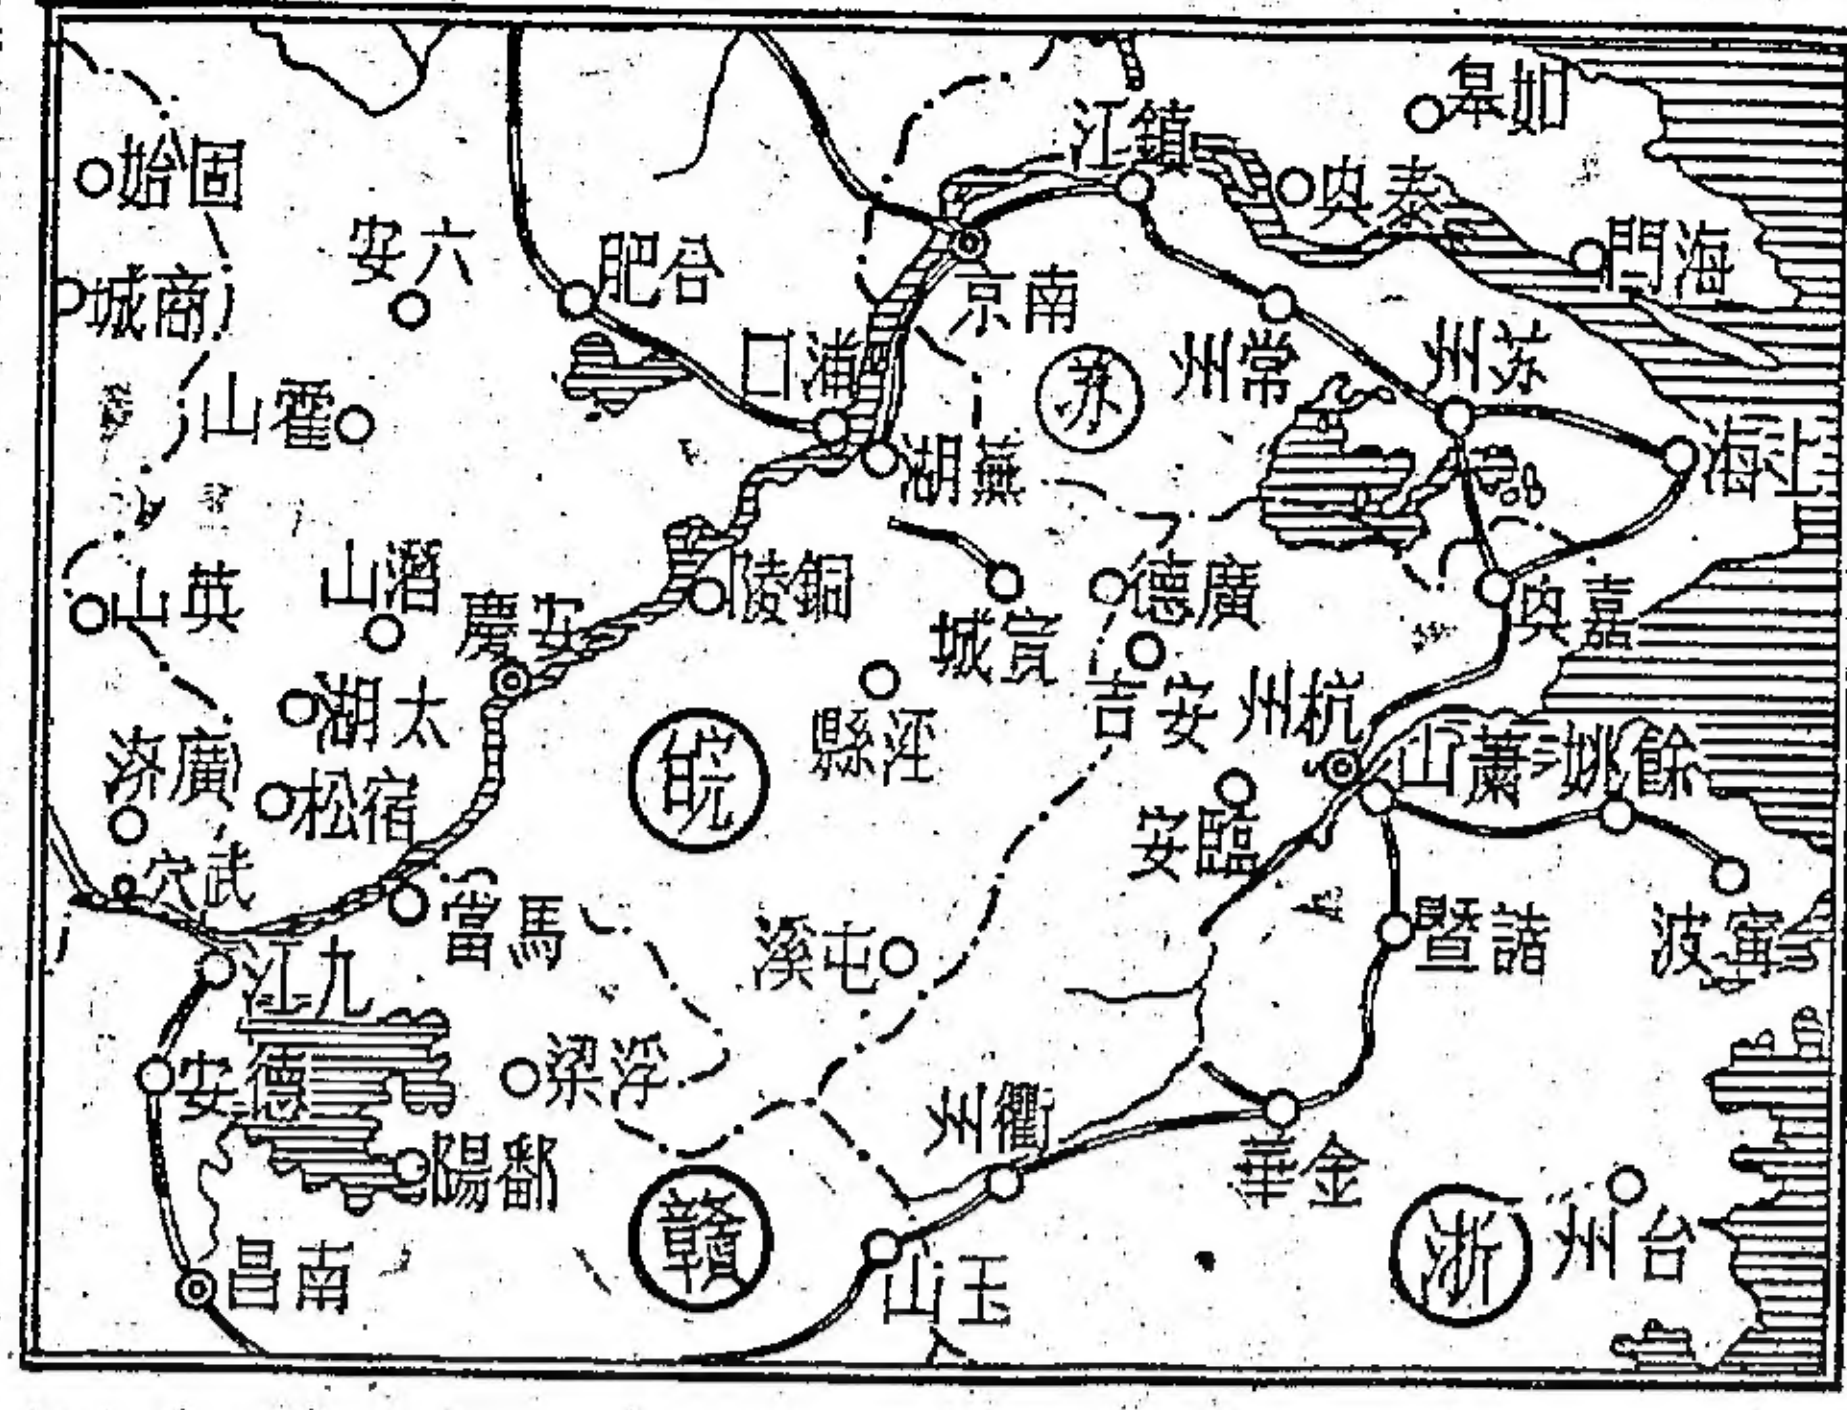 如皋
鎮江
泰興
固始
六安
合肥
海門
商城
南京
浦口
常州
苏州
苏
霍山
蕪湖
上海
英山
潛山
安慶
銅陵
宣城
廣德
嘉興
太湖
安吉
杭州
廣濟
宿松
皖
涇縣
蕭山
餘姚
臨安
武穴
馬當
屯溪
諸暨
寧波
九江
德安
浮梁
衢州
鄱陽
金華
贛
浙
台州
南昌
玉山